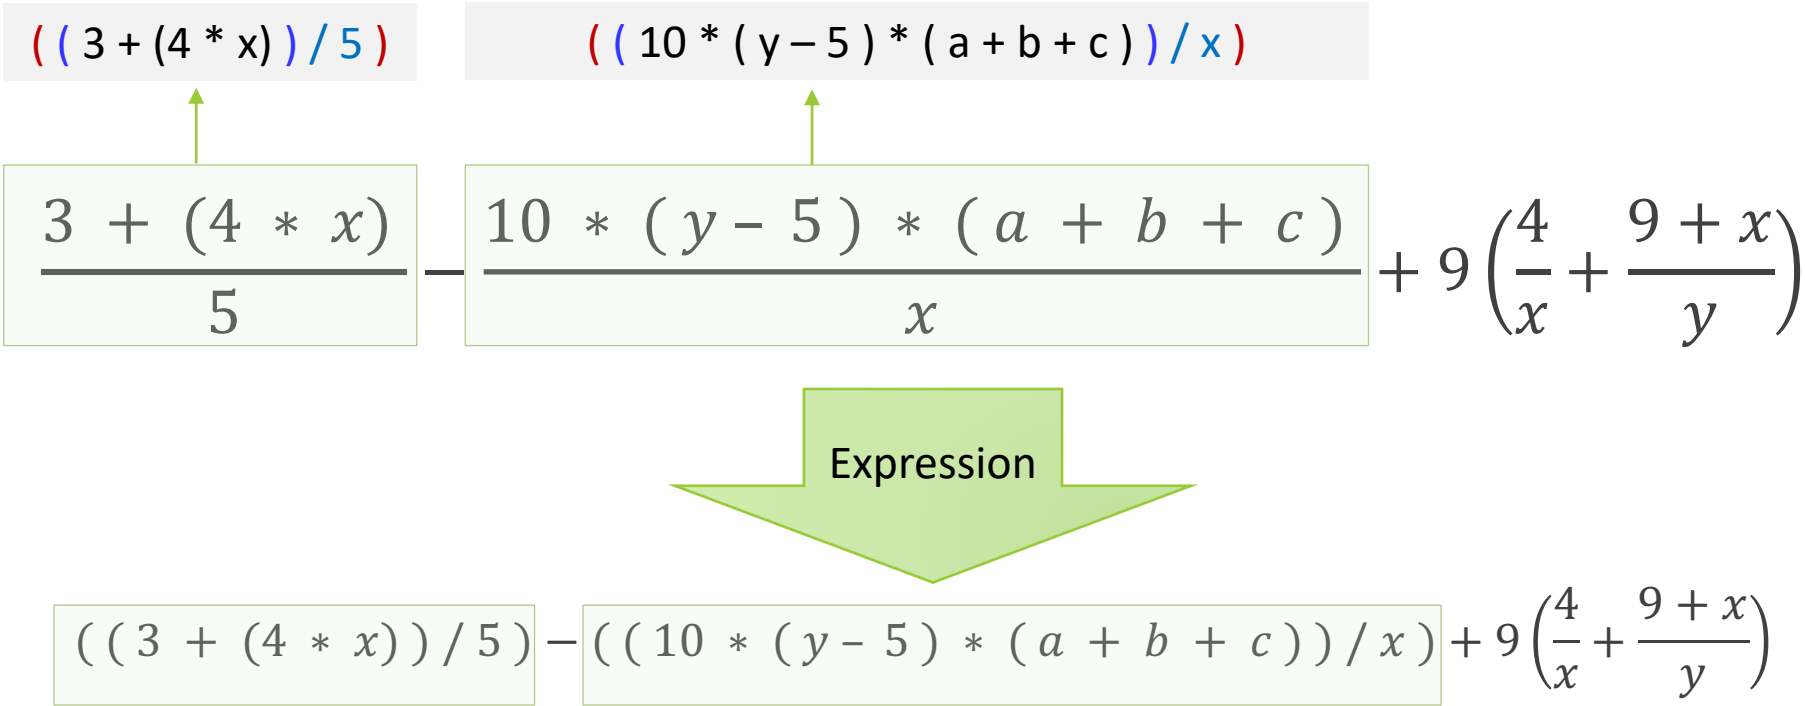 ( ( 3 + (4 * x) ) / 5 )
( ( 10 * ( y – 5 ) * ( a + b + c ) ) / x )
3 + (4 * x) / 5 − 10 * ( y – 5 ) * ( a + b + c ) / x + 9 ( 4/x + 9 + x / y )
Expression
( ( 3 + (4 * x) ) / 5 ) − ( ( 10 * ( y – 5 ) * ( a + b + c ) ) / x ) + 9 ( 4/x + 9 + x / y )